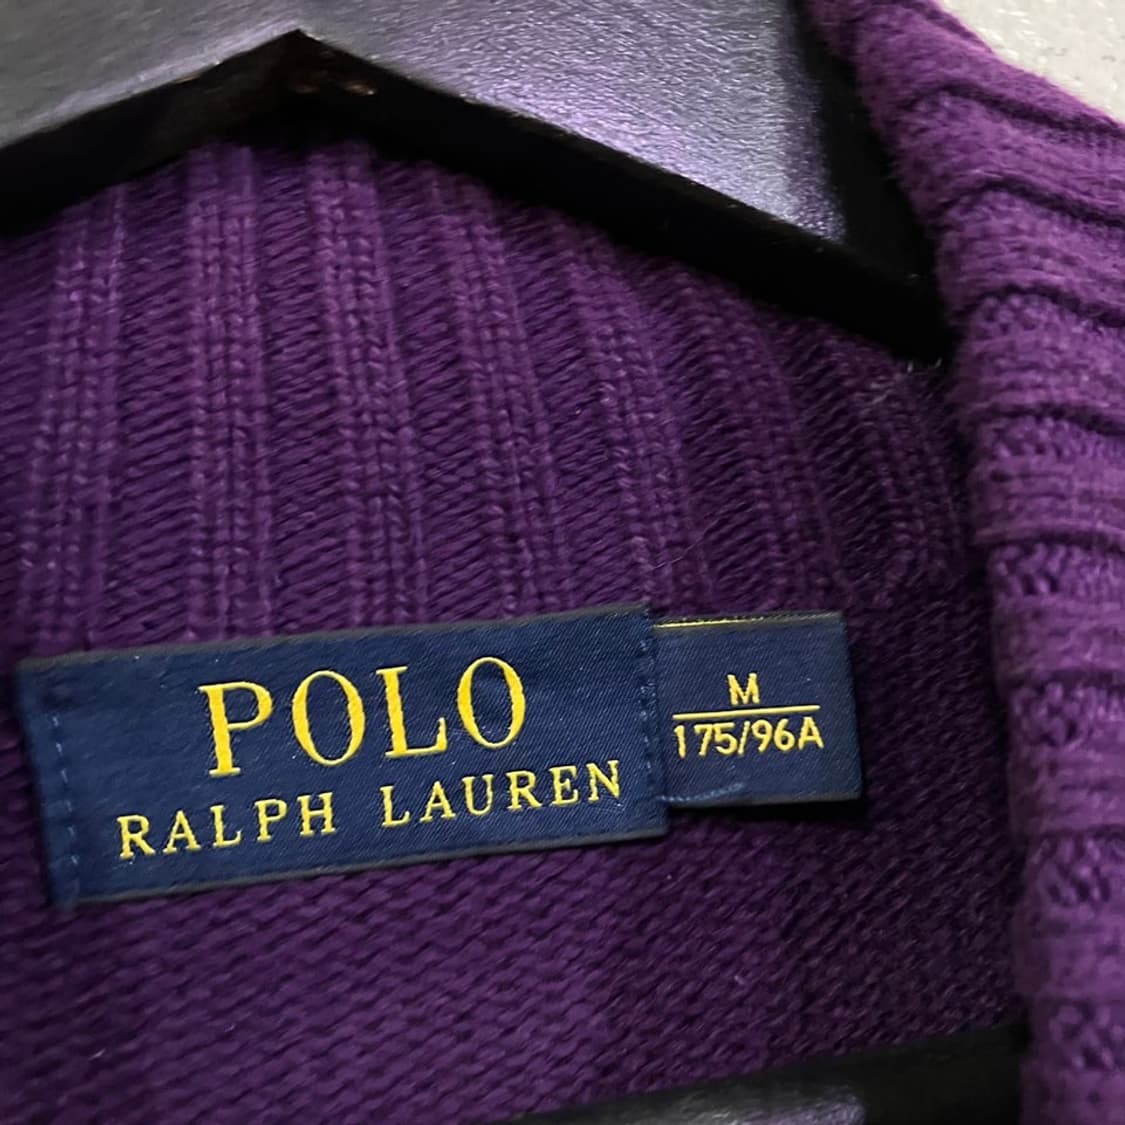 POLO
RALPH LAUREN
M
175/96A